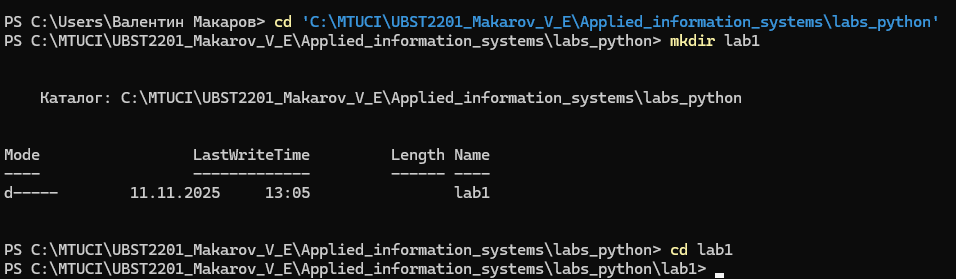 PS C:\Users\Валентин Макаров> cd 'C:\MTUCI\UBST2201_Makarov_V_E\Applied_information_systems\labs_python'
PS C:\MTUCI\UBST2201_Makarov_V_E\Applied_information_systems\labs_python> mkdir lab1
Каталог: C:\MTUCI\UBST2201_Makarov_V_E\Applied_information_systems\labs_python
Mode LastWriteTime Length Name
---- ------------- ------ ----
d----- 11.11.2025 13:05 lab1
PS C:\MTUCI\UBST2201_Makarov_V_E\Applied_information_systems\labs_python> cd lab1
PS C:\MTUCI\UBST2201_Makarov_V_E\Applied_information_systems\labs_python\lab1>